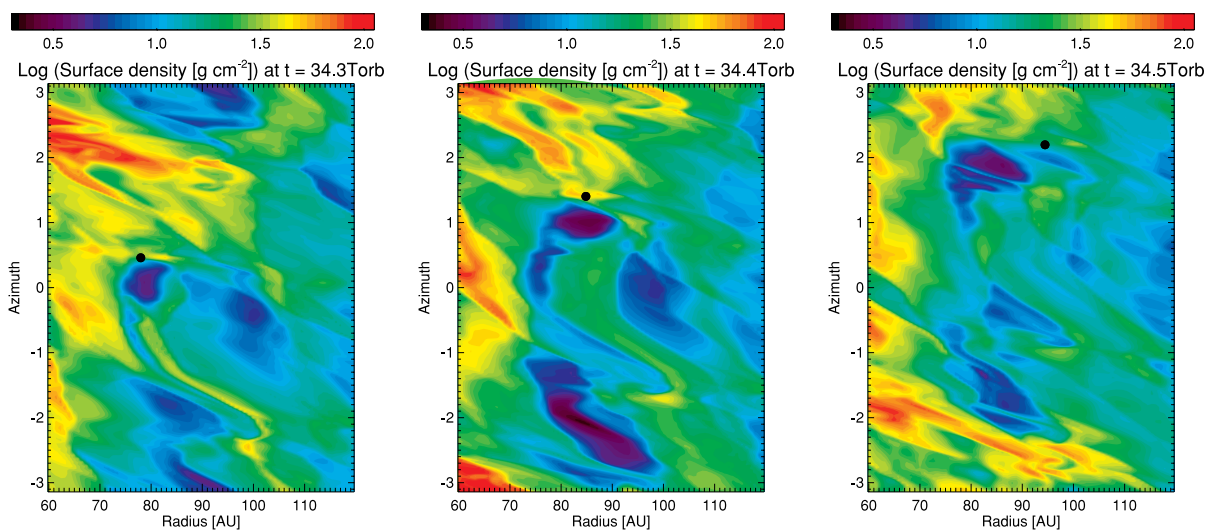 0.5 1.0 1.5 2.0
Log (Surface density [g cm-2]) at t = 34.3Torb
3
2
1
0
-1
-2
-3
Azimuth
60 70 80 90 100 110
Radius [AU]
0.5 1.0 1.5 2.0
Log (Surface density [g cm-2]) at t = 34.4Torb
3
2
1
0
-1
-2
-3
Azimuth
60 70 80 90 100 110
Radius [AU]
0.5 1.0 1.5 2.0
Log (Surface density [g cm-2]) at t = 34.5Torb
3
2
1
0
-1
-2
-3
Azimuth
60 70 80 90 100 110
Radius [AU]